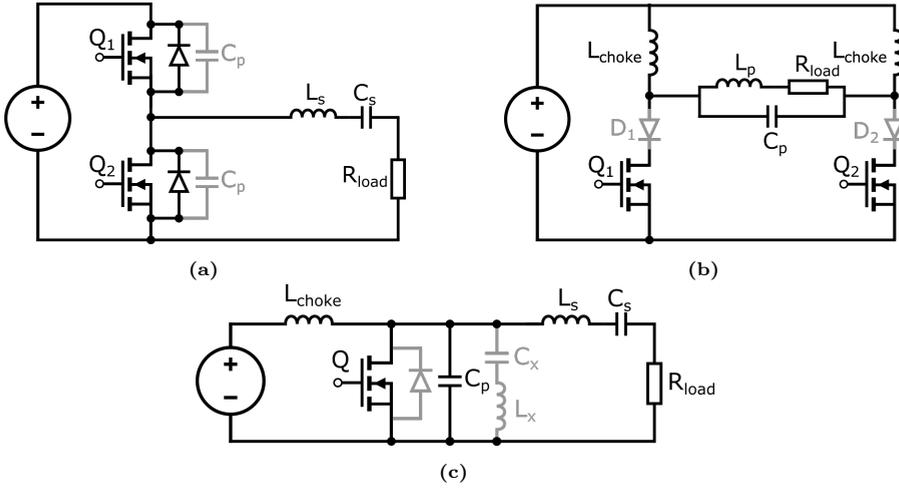 Q1
Cp
Ls
Cs
Q2
Cp
Rload
(a)
Lchoke
Lchoke
Lp
Rload
Cp
D1
D2
Q1
Q2
(b)
Lchoke
Ls
Cs
Q
Cp
Cx
Lx
Rload
(c)